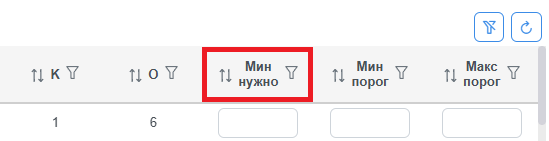 К
О
Мин
нужно
Мин
порог
Макс
порог
1
6